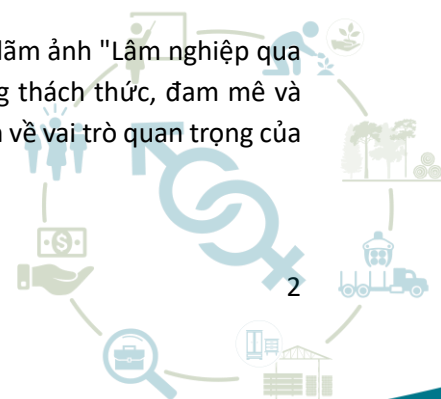 lãm ảnh "Lâm nghiệp qua
g thách thức, đam mê và
về vai trò quan trọng của
2